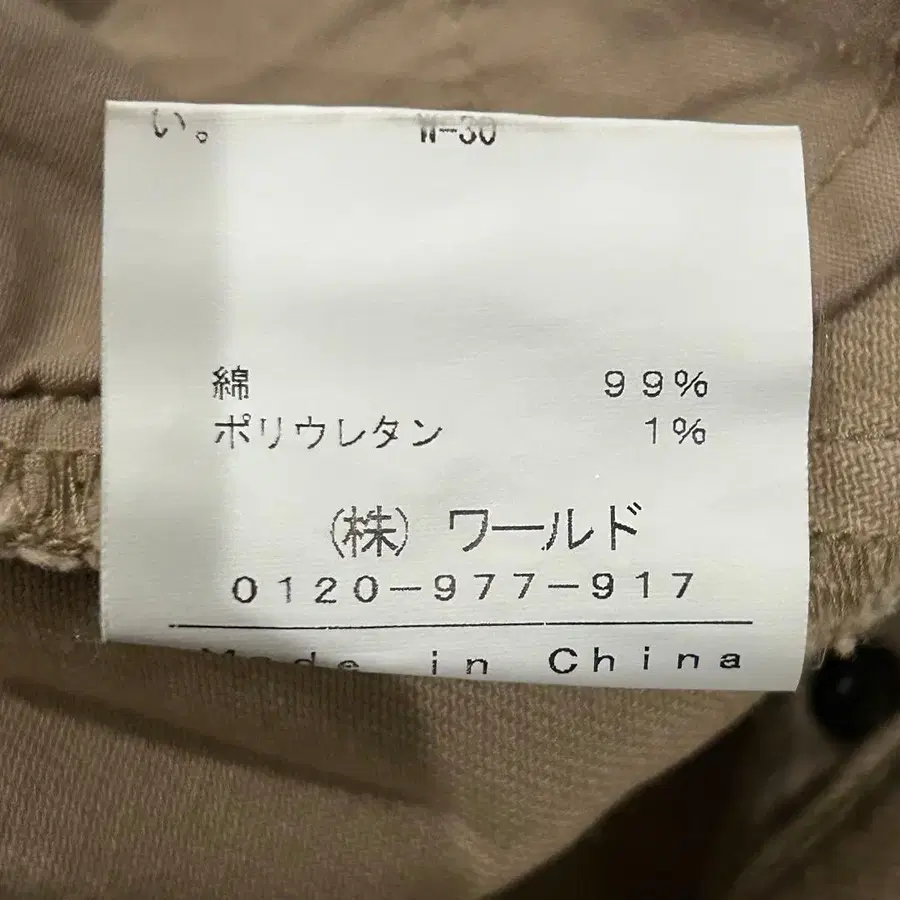 い。 W-30
綿 99%
ポリウレタン 1%
(株) ワールド
0120-977-917
Made in China